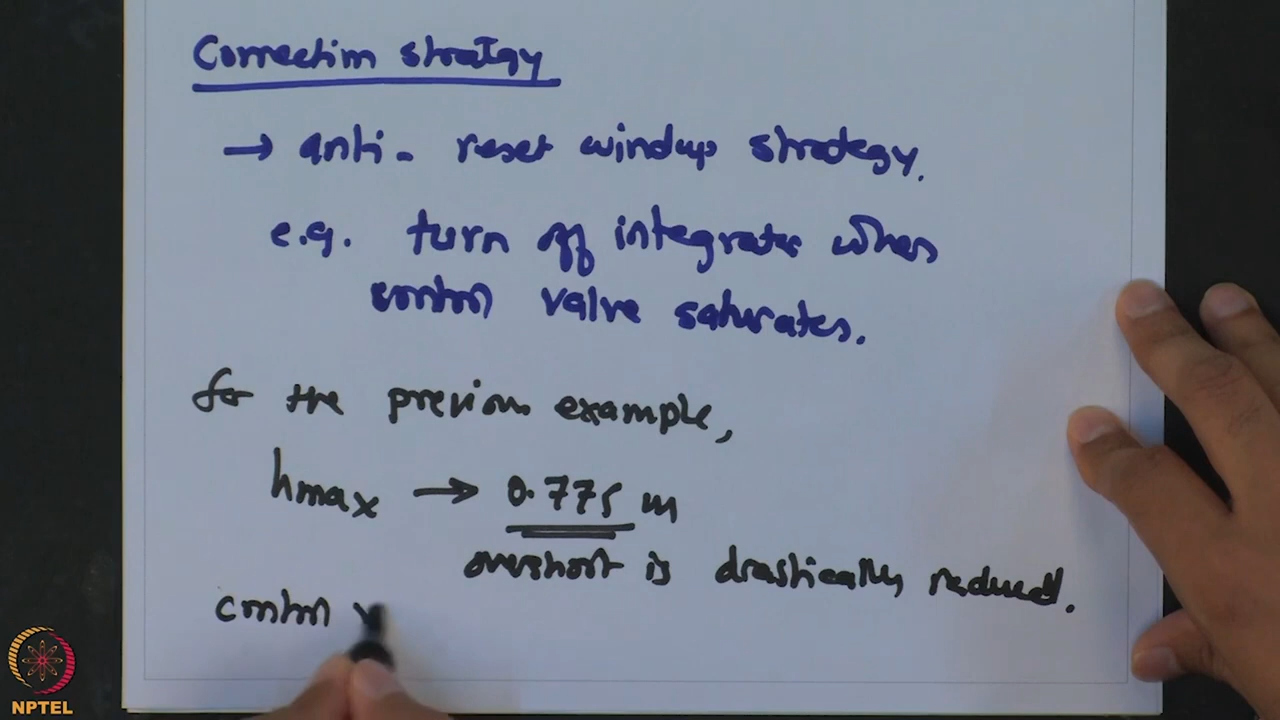 Correction strategy
→ anti- reset windup strategy.
e.g. turn off integrator when
control valve saturates.
for the previous example,
hmax → 0.775 m
overshoot is drastically reduced.
control v
NPTEL